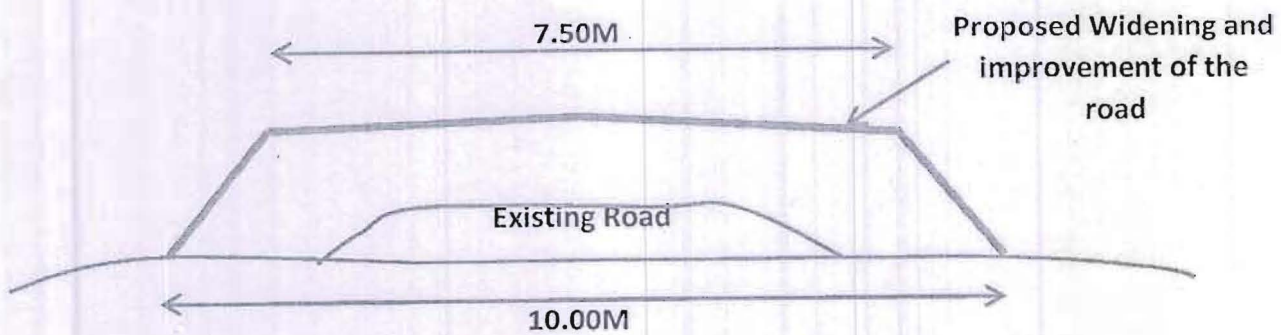 7.50M
Proposed Widening and
improvement of the
road
Existing Road
10.00M